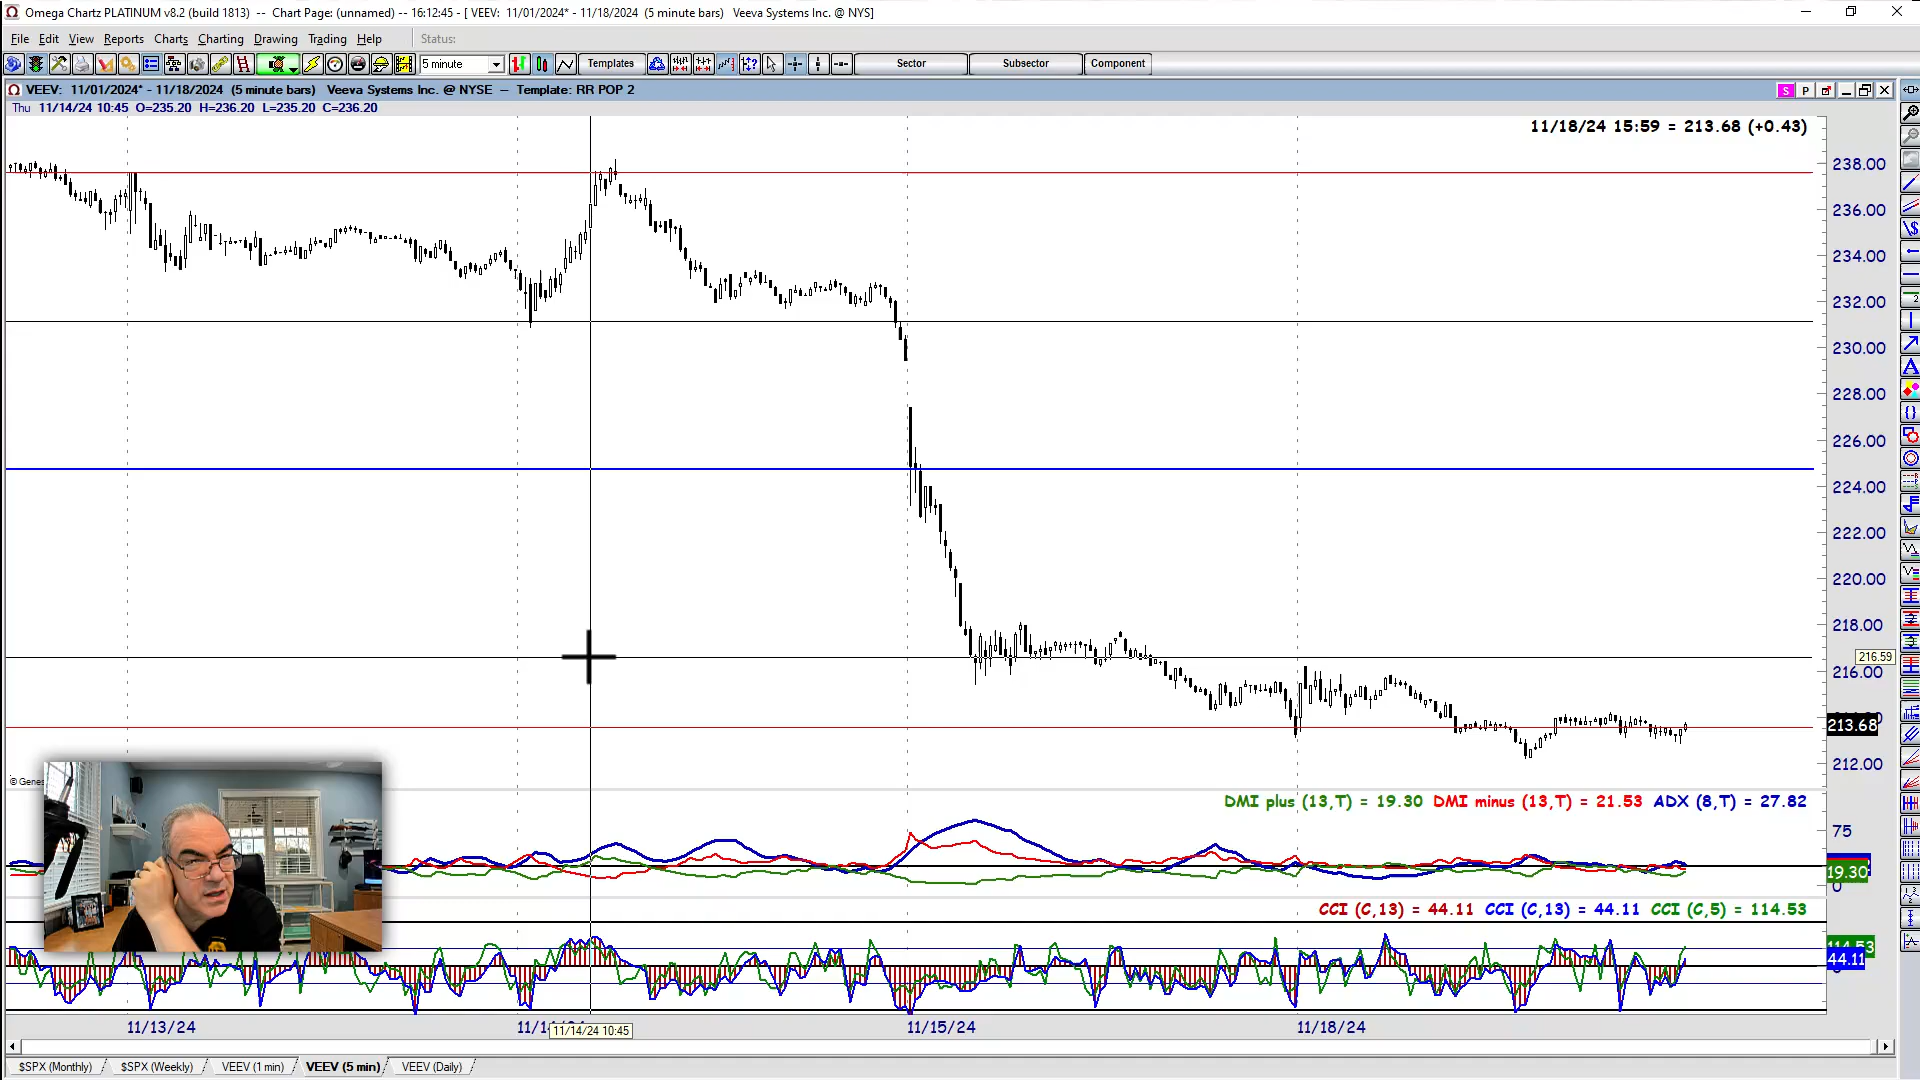 Omega Chartz PLATINUM v8.2 (build 1813) -- Chart Page: (unnamed) -- 16:12:45 - [ VEEV: 11/01/2024* - 11/18/2024 (5 minute bars) Veeva Systems Inc. @ NYS]
File Edit View Reports Charts Charting Drawing Trading Help Status:
5 minute Templates Sector Subsector Component
VEEV: 11/01/2024* - 11/18/2024 (5 minute bars) Veeva Systems Inc. @ NYSE -- Template: RR POP 2 S P
Thu 11/14/24 10:45 O=235.20 H=236.20 L=235.20 C=236.20
11/18/24 15:59 = 213.68 (+0.43)
238.00
236.00
234.00
232.00
230.00
228.00
226.00
224.00
222.00
220.00
218.00
216.59
216.00
213.68
212.00
© Genes
DMI plus (13,T) = 19.30 DMI minus (13,T) = 21.53 ADX (8,T) = 27.82
75
19.30
0
CCI (C,13) = 44.11 CCI (C,13) = 44.11 CCI (C,5) = 114.53
114.53
44.11
11/13/24 11/14/24 10:45 11/15/24 11/18/24
$SPX (Monthly) $SPX (Weekly) VEEV (1 min) VEEV (5 min) VEEV (Daily)